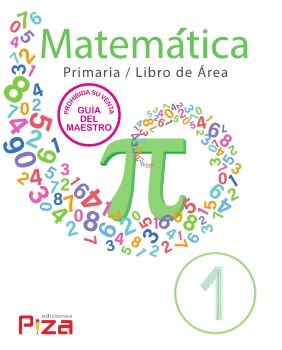 Matemática
Primaria / Libro de Área
PROHIBIDA SU VENTA
GUÍA
DEL
MAESTRO
π
1
ediciones
Piza